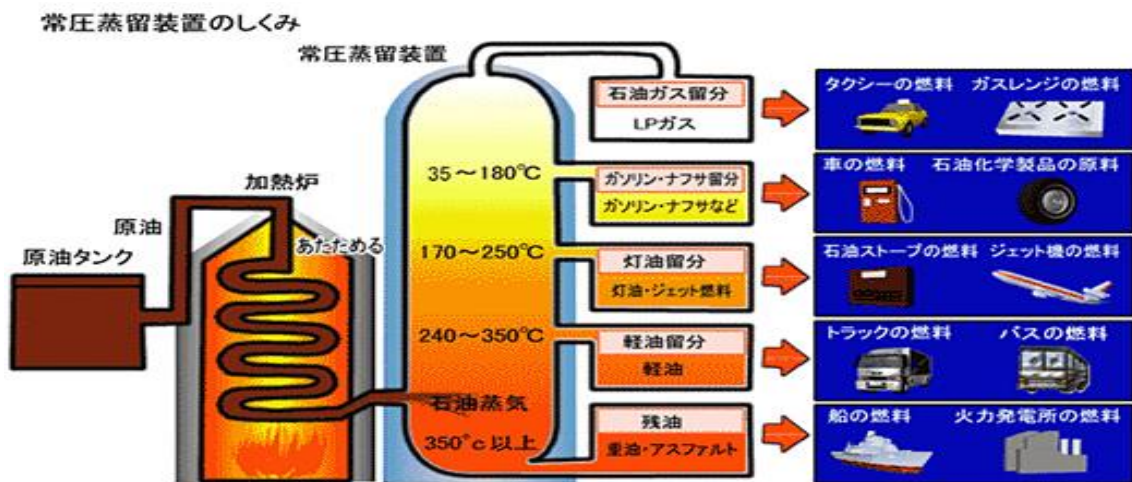 常圧蒸留装置のしくみ
常圧蒸留装置
石油ガス留分
LPガス
タクシーの燃料 ガスレンジの燃料
35～180℃
ガソリン・ナフサ留分
ガソリン・ナフサなど
車の燃料 石油化学製品の原料
加熱炉
原油
あたためる
原油タンク
170～250℃
灯油留分
灯油・ジェット燃料
石油ストーブの燃料 ジェット機の燃料
240～350℃
軽油留分
軽油
トラックの燃料 バスの燃料
石油蒸気
350°c以上
残油
重油・アスファルト
船の燃料 火力発電所の燃料